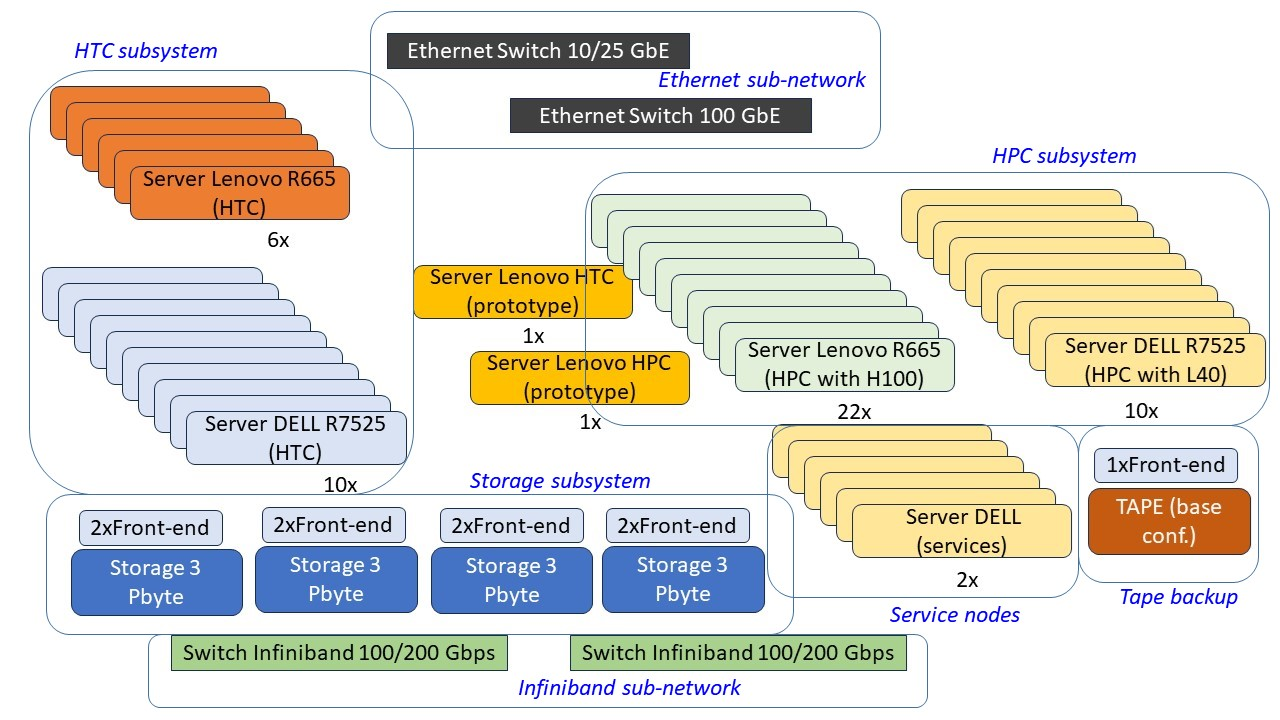 HTC subsystem
Ethernet Switch 10/25 GbE
Ethernet sub-network
Ethernet Switch 100 GbE
HPC subsystem
Server Lenovo R665
(HTC)
6x
Server Lenovo HTC
(prototype)
1x
Server Lenovo HPC
(prototype)
1x
Server Lenovo R665
(HPC with H100)
22x
Server DELL R7525
(HPC with L40)
10x
Server DELL R7525
(HTC)
10x
Storage subsystem
2xFront-end
2xFront-end
2xFront-end
2xFront-end
Storage 3
Pbyte
Storage 3
Pbyte
Storage 3
Pbyte
Storage 3
Pbyte
Server DELL
(services)
2x
Service nodes
1xFront-end
TAPE (base
conf.)
Tape backup
Switch Infiniband 100/200 Gbps
Switch Infiniband 100/200 Gbps
Infiniband sub-network